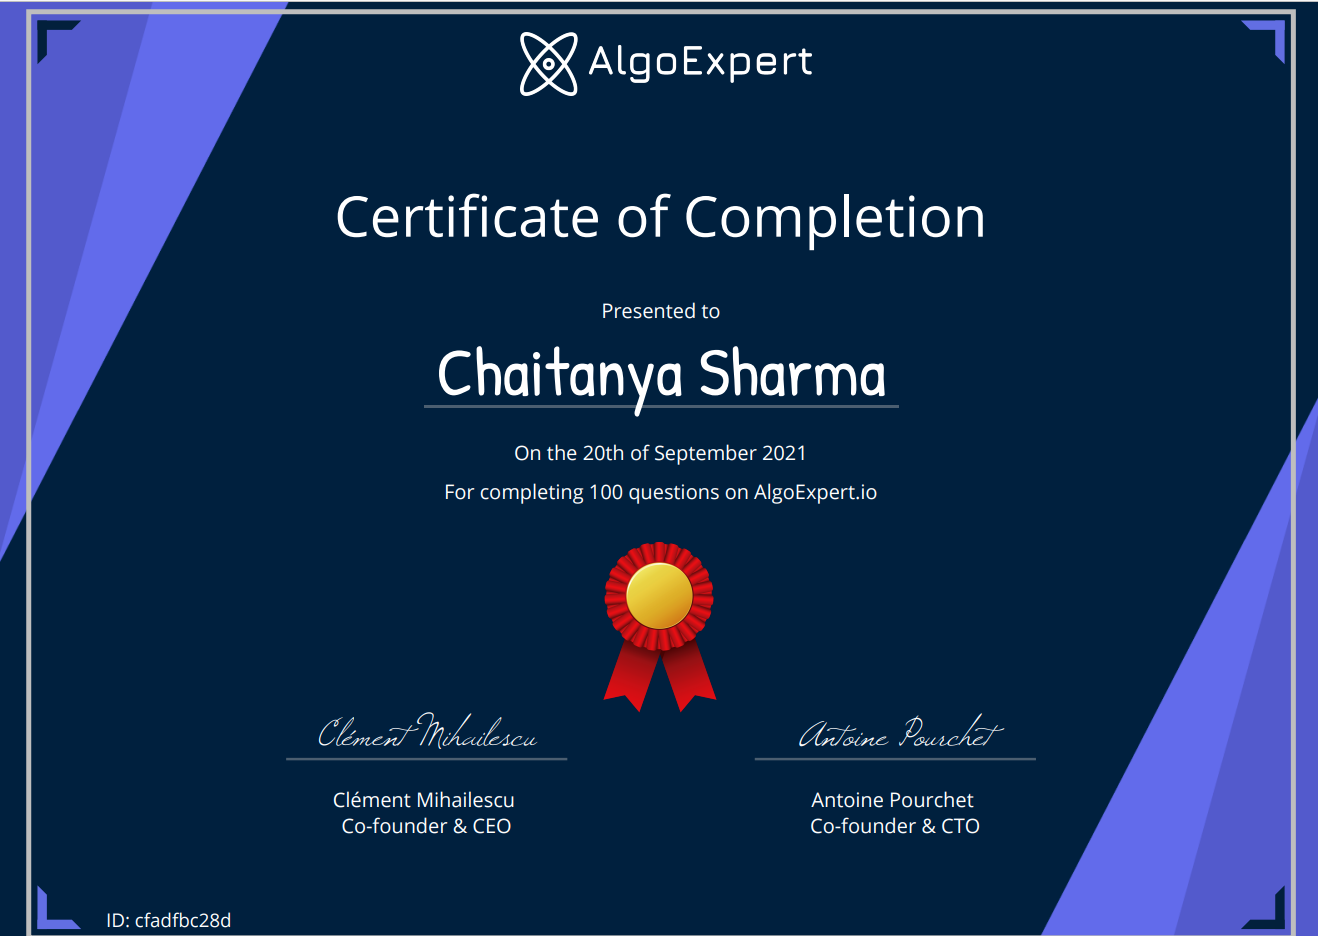 AlgoExpert
Certificate of Completion
Presented to
Chaitanya Sharma
On the 20th of September 2021
For completing 100 questions on AlgoExpert.io
Clément Mihailescu
Antoine Pourchet
Clément Mihailescu
Co-founder & CEO
Antoine Pourchet
Co-founder & CTO
ID: cfadfbc28d